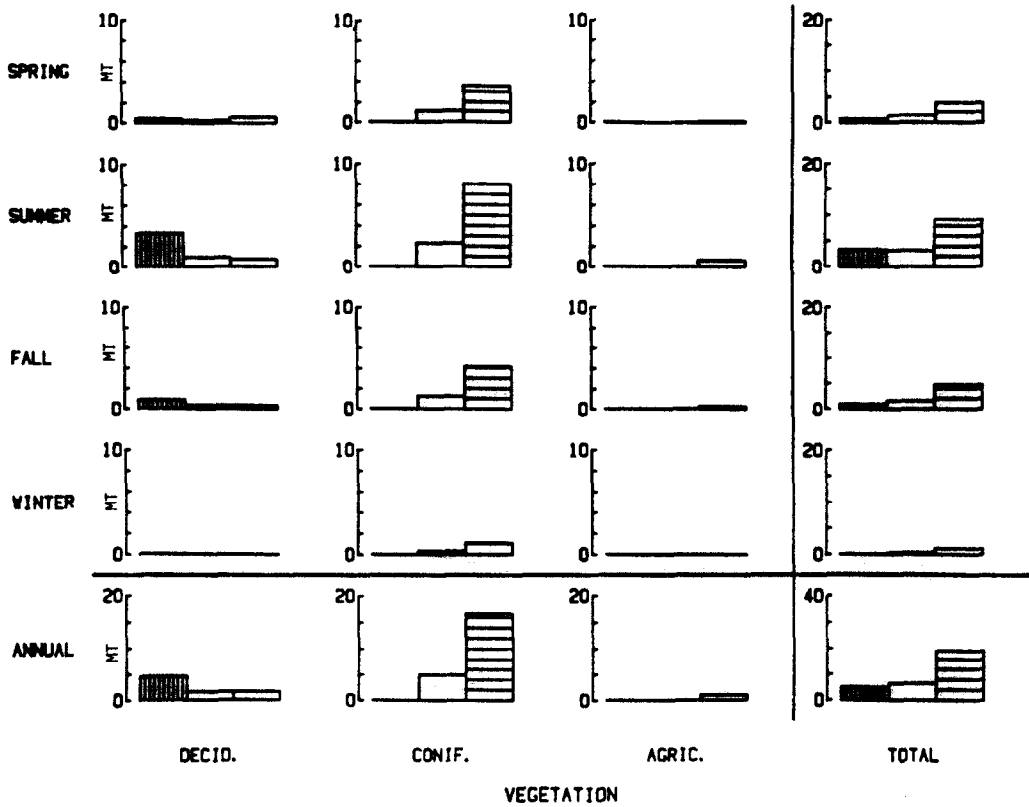 10 10 10 20
SPRING MT
0 0 0 0
10 10 10 20
SUMMER MT
0 0 0 0
10 10 10 20
FALL MT
0 0 0 0
10 10 10 20
WINTER MT
0 0 0 0
20 20 20 40
ANNUAL MT
0 0 0 0
DECID. CONIF. AGRIC. TOTAL
VEGETATION